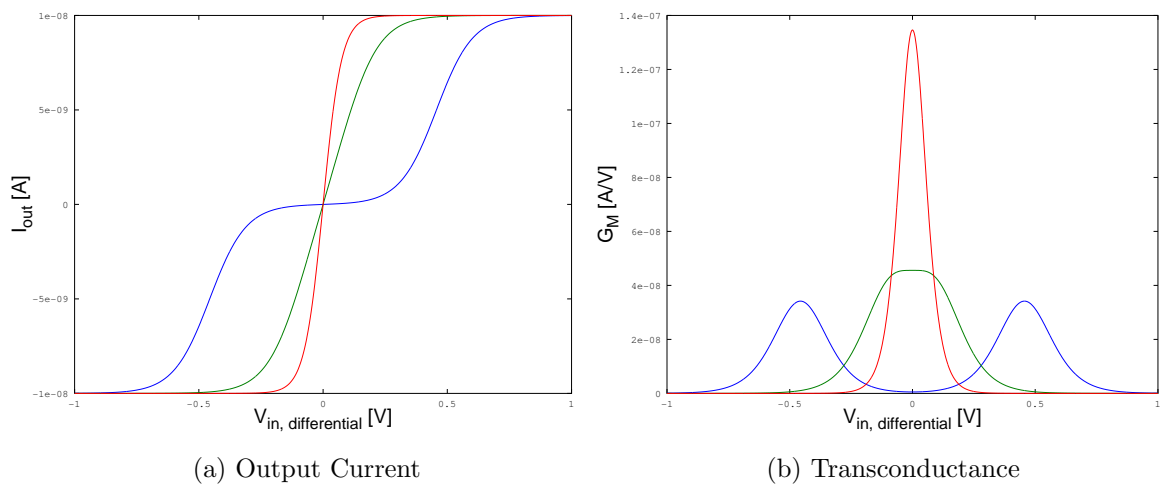 1e-08
5e-09
0
-5e-09
-1e-08
-1
-0.5
0
0.5
1
I_out [A]
V_in, differential [V]
(a) Output Current
1.4e-07
1.2e-07
1e-07
8e-08
6e-08
4e-08
2e-08
0
-1
-0.5
0
0.5
1
G_M [A/V]
V_in, differential [V]
(b) Transconductance